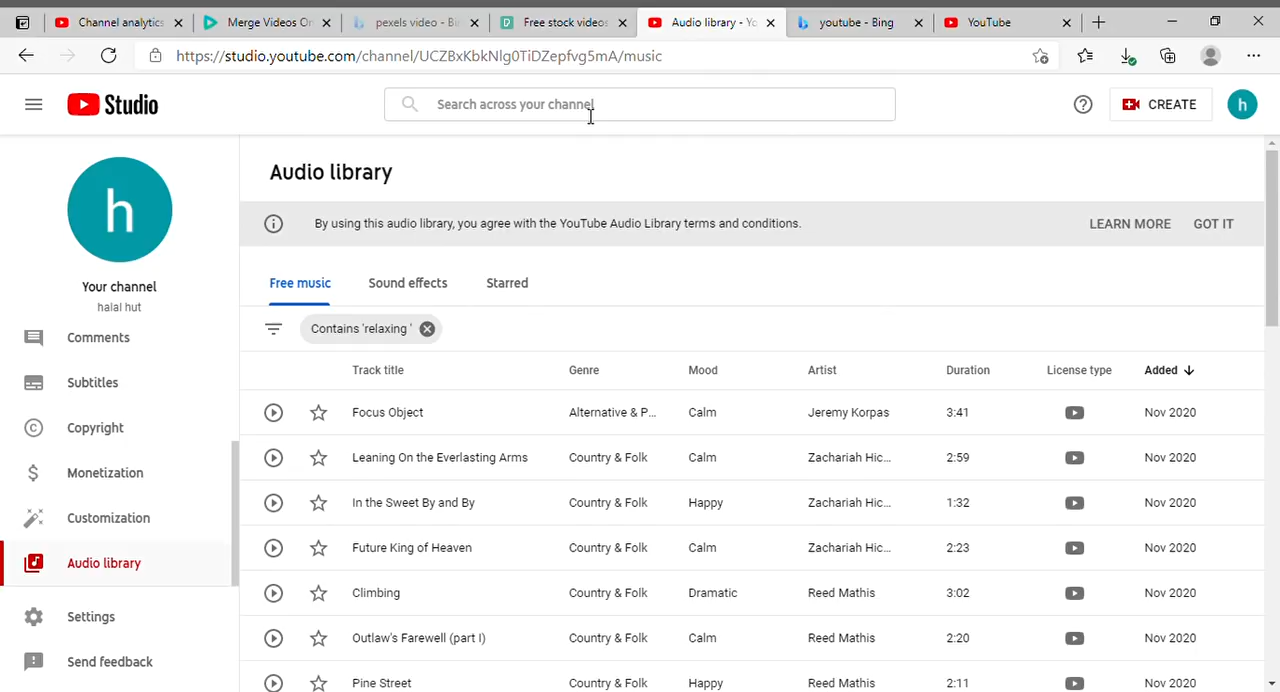 Channel analytics
Merge Videos On
pexels video - Bi
Free stock videos
Audio library - Yo
youtube - Bing
YouTube
https://studio.youtube.com/channel/UCZBxKbkNlg0TiDZepfvg5mA/music
Studio
Search across your channel
CREATE
h
h
Your channel
halal hut
Comments
Subtitles
Copyright
Monetization
Customization
Audio library
Settings
Send feedback
Audio library
By using this audio library, you agree with the YouTube Audio Library terms and conditions.
LEARN MORE
GOT IT
Free music Sound effects Starred
Contains 'relaxing '
Track title Genre Mood Artist Duration License type Added
Focus Object Alternative & P... Calm Jeremy Korpas 3:41 Nov 2020
Leaning On the Everlasting Arms Country & Folk Calm Zachariah Hic... 2:59 Nov 2020
In the Sweet By and By Country & Folk Happy Zachariah Hic... 1:32 Nov 2020
Future King of Heaven Country & Folk Calm Zachariah Hic... 2:23 Nov 2020
Climbing Country & Folk Dramatic Reed Mathis 3:02 Nov 2020
Outlaw's Farewell (part I) Country & Folk Calm Reed Mathis 2:20 Nov 2020
Pine Street Country & Folk Happy Reed Mathis 2:11 Nov 2020